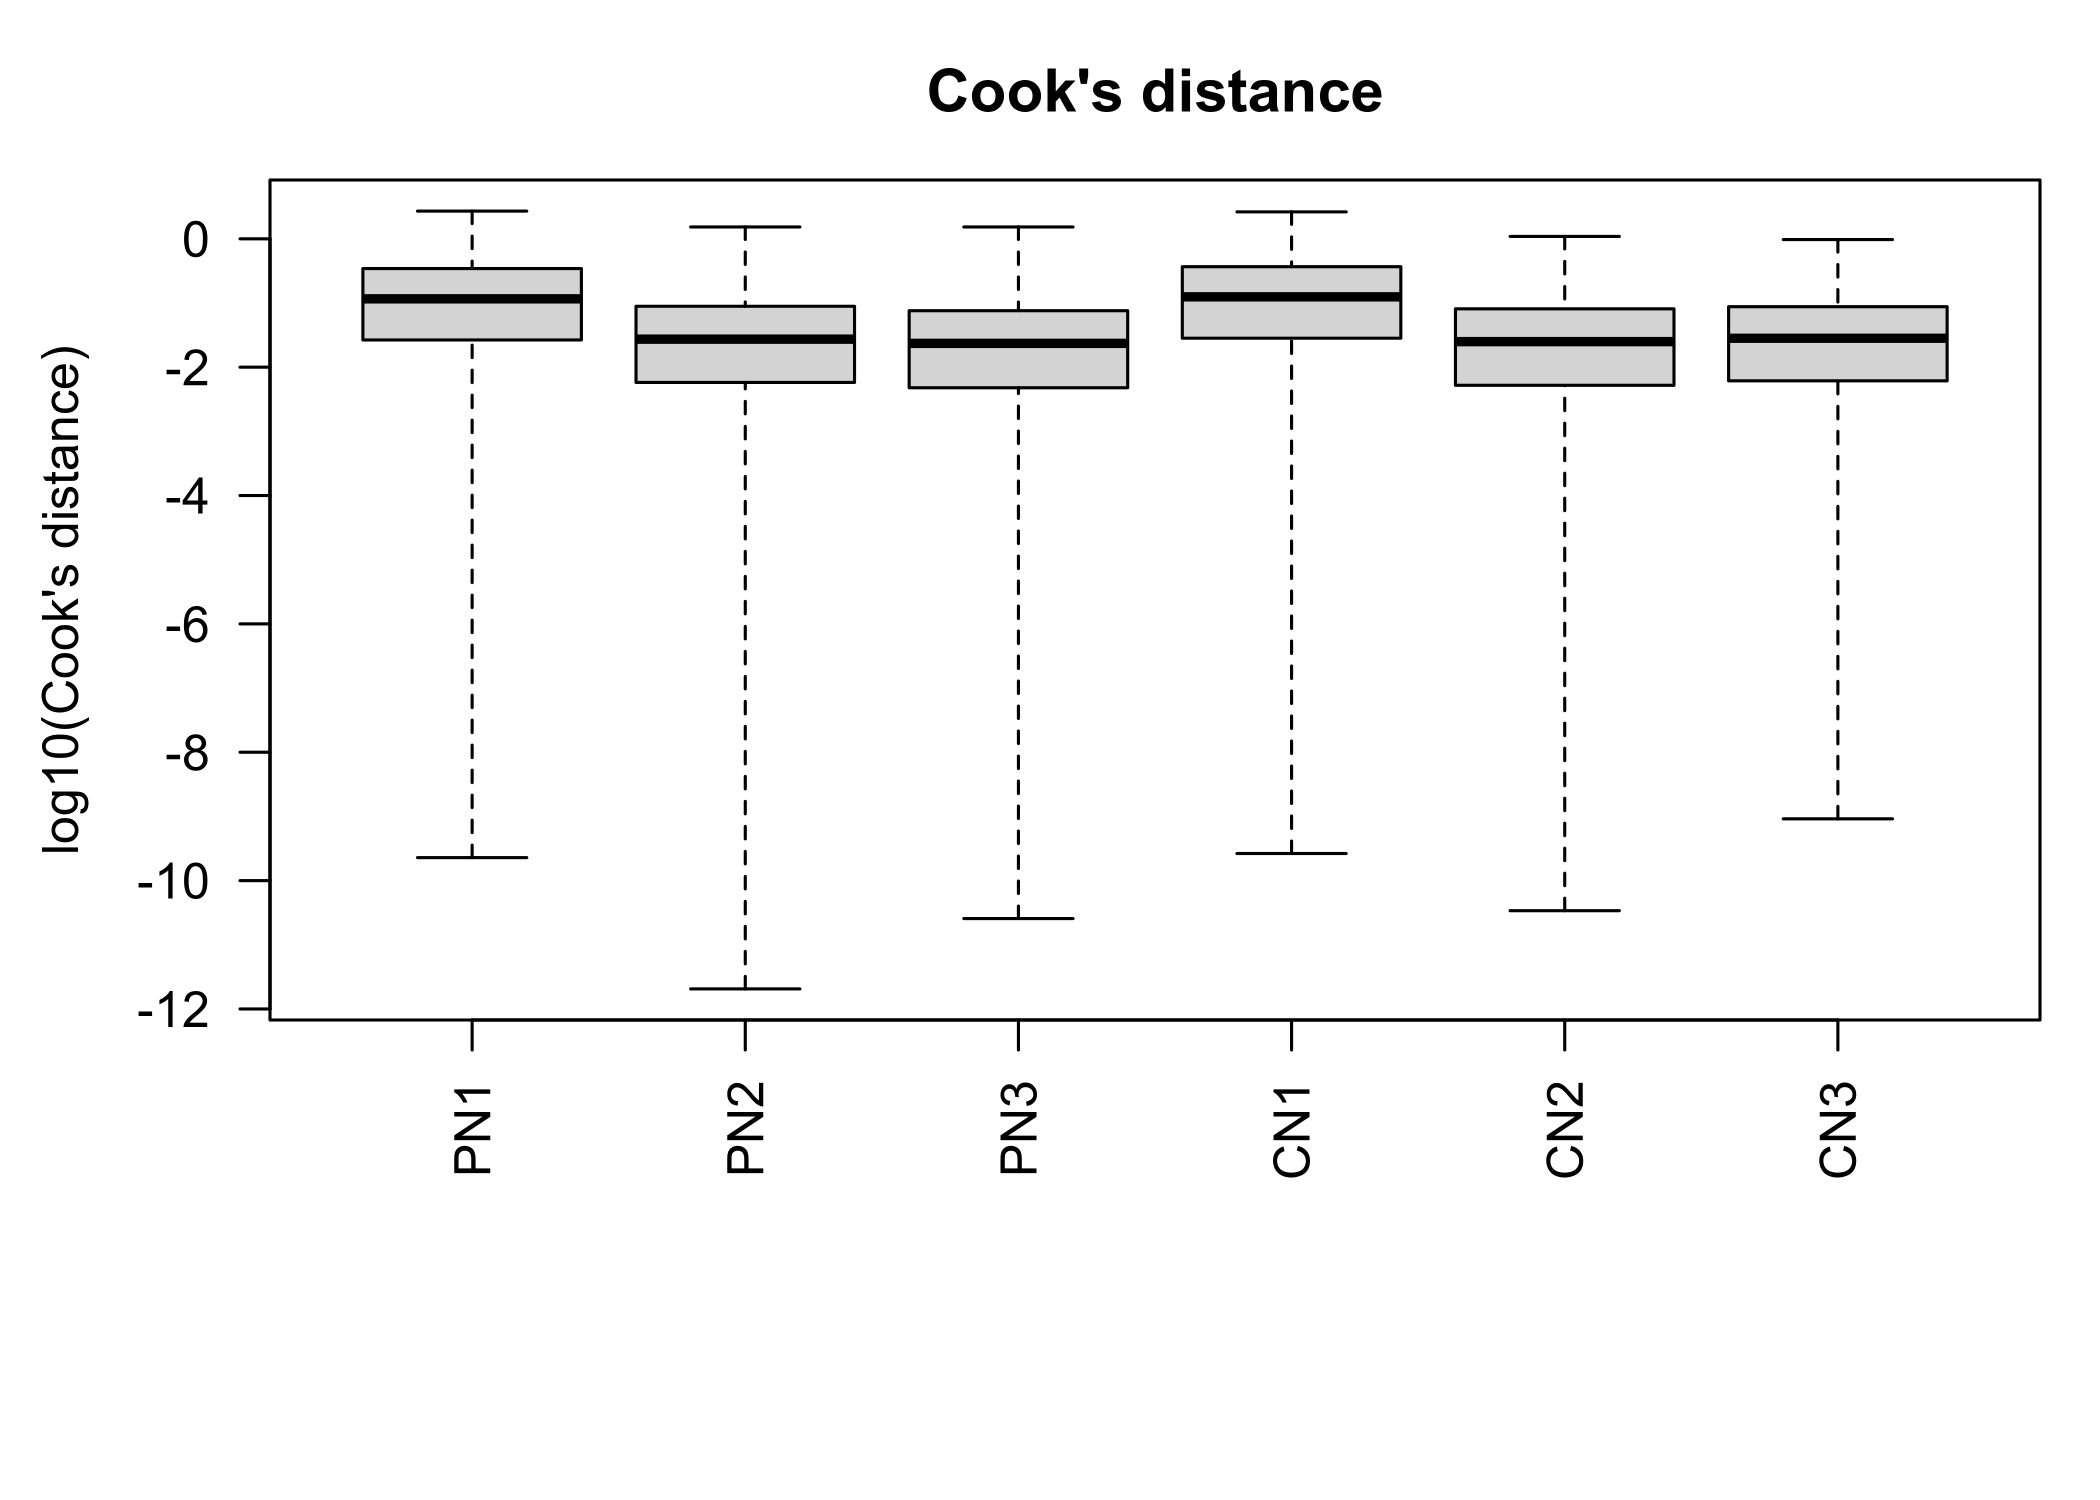 Cook's distance
log10(Cook's distance)
0
-2
-4
-6
-8
-10
-12
PN1
PN2
PN3
CN1
CN2
CN3